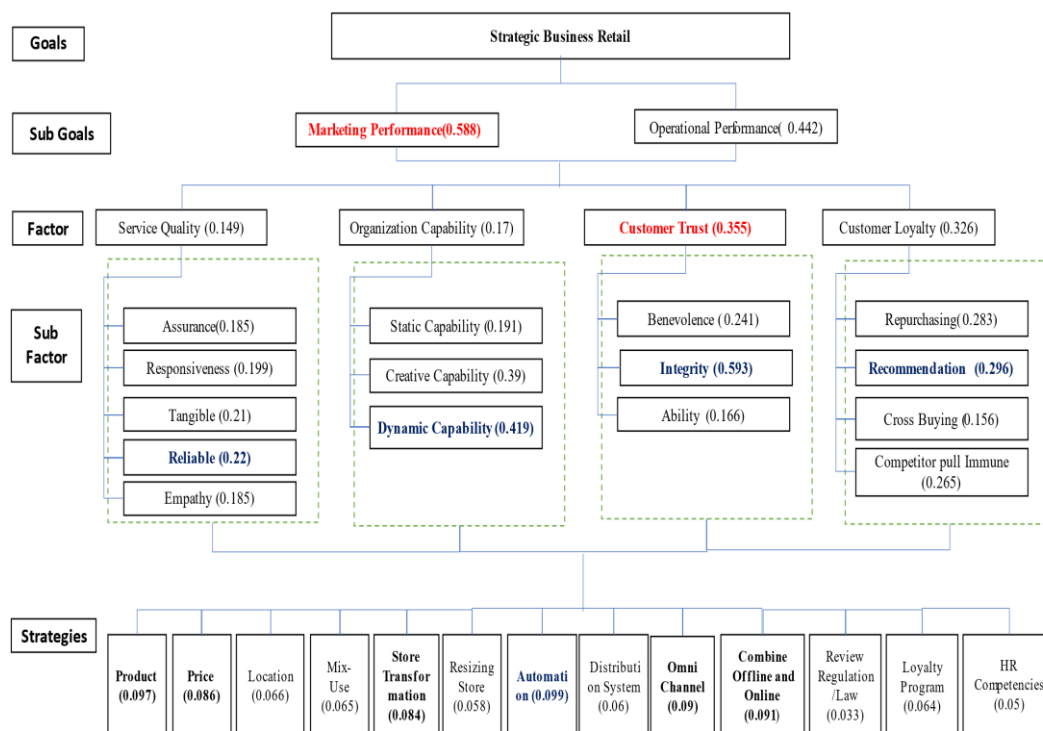 Goals
Strategic Business Retail
Sub Goals
Marketing Performance(0.588)
Operational Performance( 0.442)
Factor
Service Quality (0.149)
Organization Capability (0.17)
Customer Trust (0.355)
Customer Loyalty (0.326)
Sub
Factor
Assurance(0.185)
Responsiveness (0.199)
Tangible (0.21)
Reliable (0.22)
Empathy (0.185)
Static Capability (0.191)
Creative Capability (0.39)
Dynamic Capability (0.419)
Benevolence (0.241)
Integrity (0.593)
Ability (0.166)
Repurchasing(0.283)
Recommendation (0.296)
Cross Buying (0.156)
Competitor pull Immune
(0.265)
Strategies
Product
(0.097)
Price
(0.086)
Location
(0.066)
Mix-
Use
(0.065)
Store
Transfor
mation
(0.084)
Resizing
Store
(0.058)
Automati
on (0.099)
Distributi
on System
(0.06)
Omni
Channel
(0.09)
Combine
Offline and
Online
(0.091)
Review
Regulation
/Law
(0.033)
Loyalty
Program
(0.064)
HR
Competencies
(0.05)